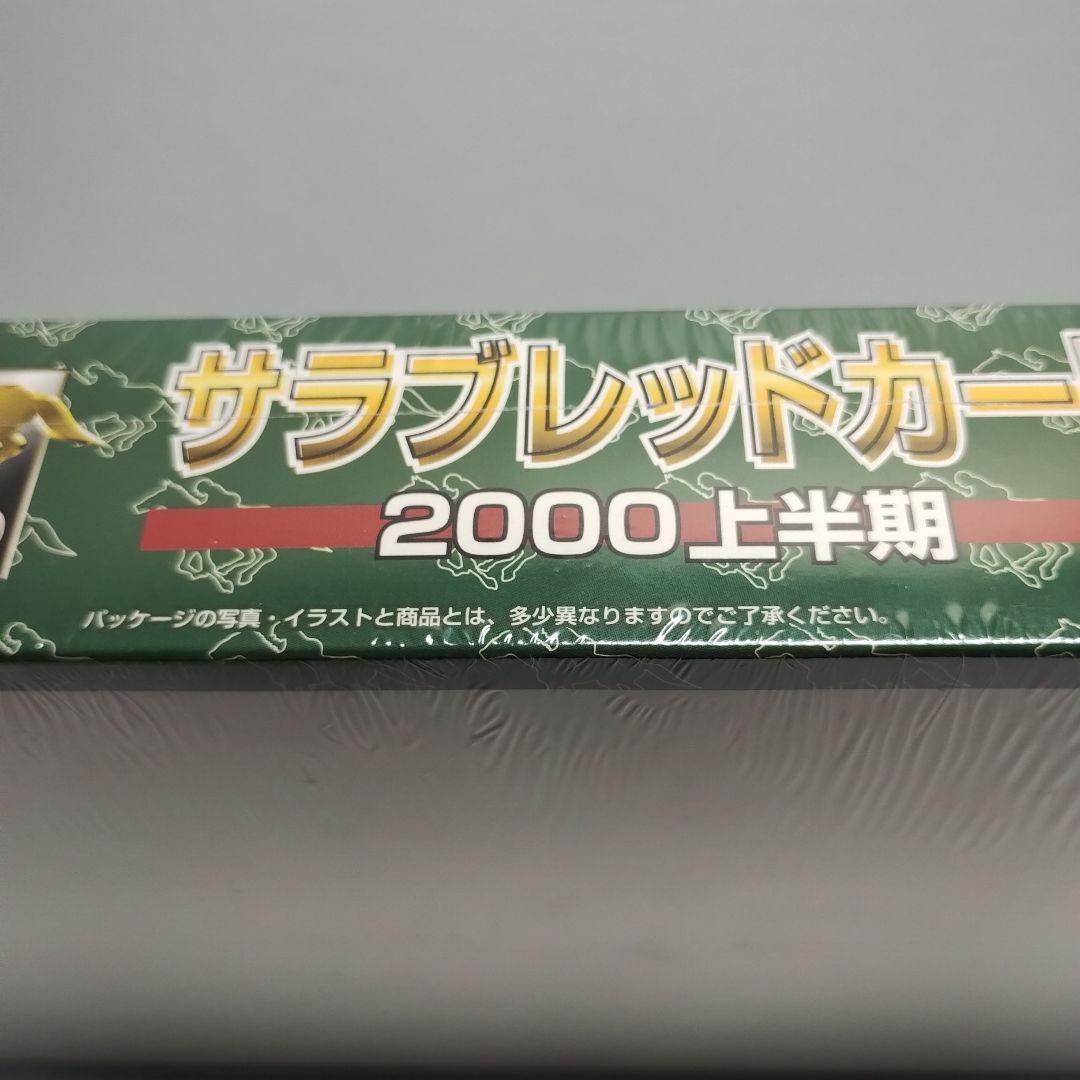 サラブレッドカー
2000上半期
パッケージの写真・イラストと商品とは、多少異なりますのでご了承ください。